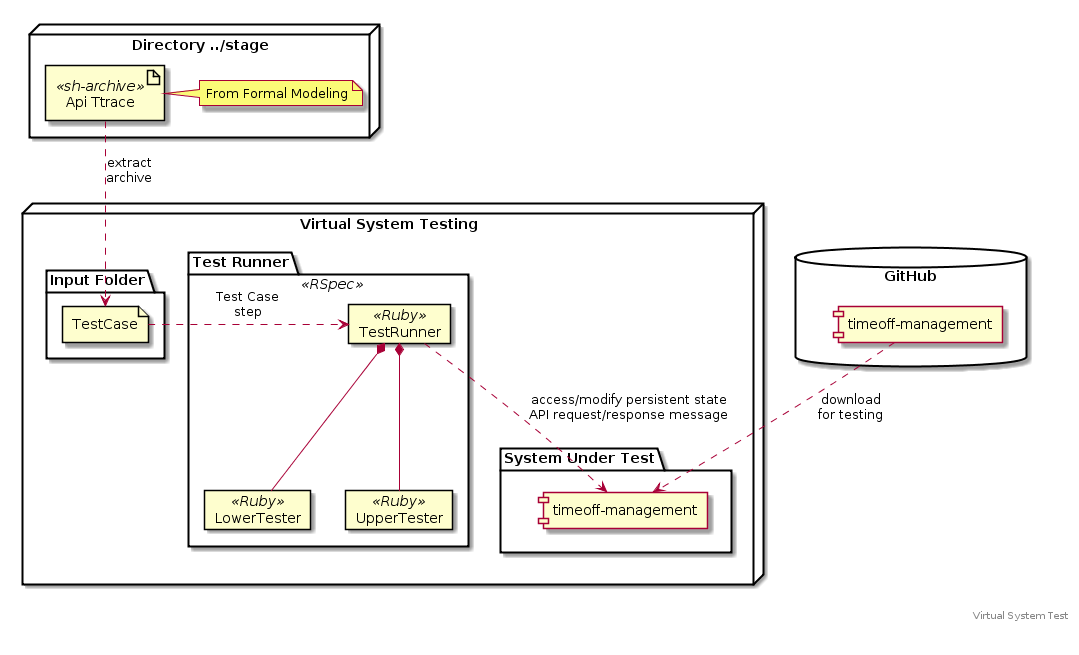 Directory ../stage
«sh-archive»
Api Ttrace
From Formal Modeling
extract
archive
Virtual System Testing
Input Folder
TestCase
Test Runner
«RSpec»
Test Case
step
«Ruby»
TestRunner
«Ruby»
LowerTester
«Ruby»
UpperTester
access/modify persistent state
API request/response message
System Under Test
timeoff-management
GitHub
timeoff-management
download
for testing
Virtual System Test